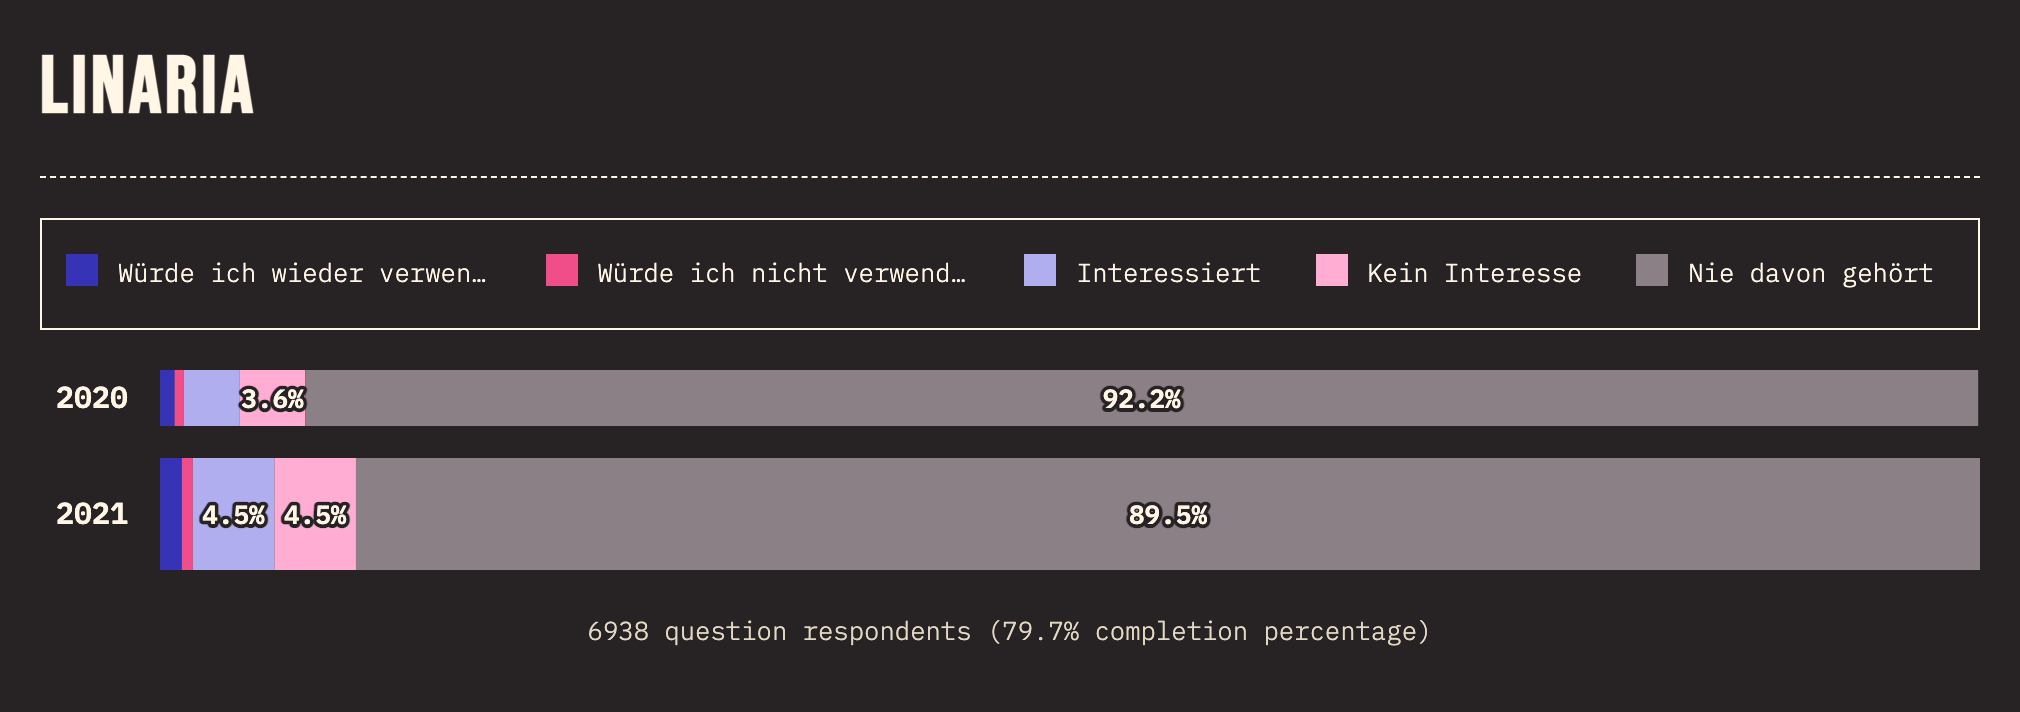 LINARIA
Würde ich wieder verwen… Würde ich nicht verwend… Interessiert Kein Interesse Nie davon gehört
2020 3.6% 92.2%
2021 4.5% 4.5% 89.5%
6938 question respondents (79.7% completion percentage)